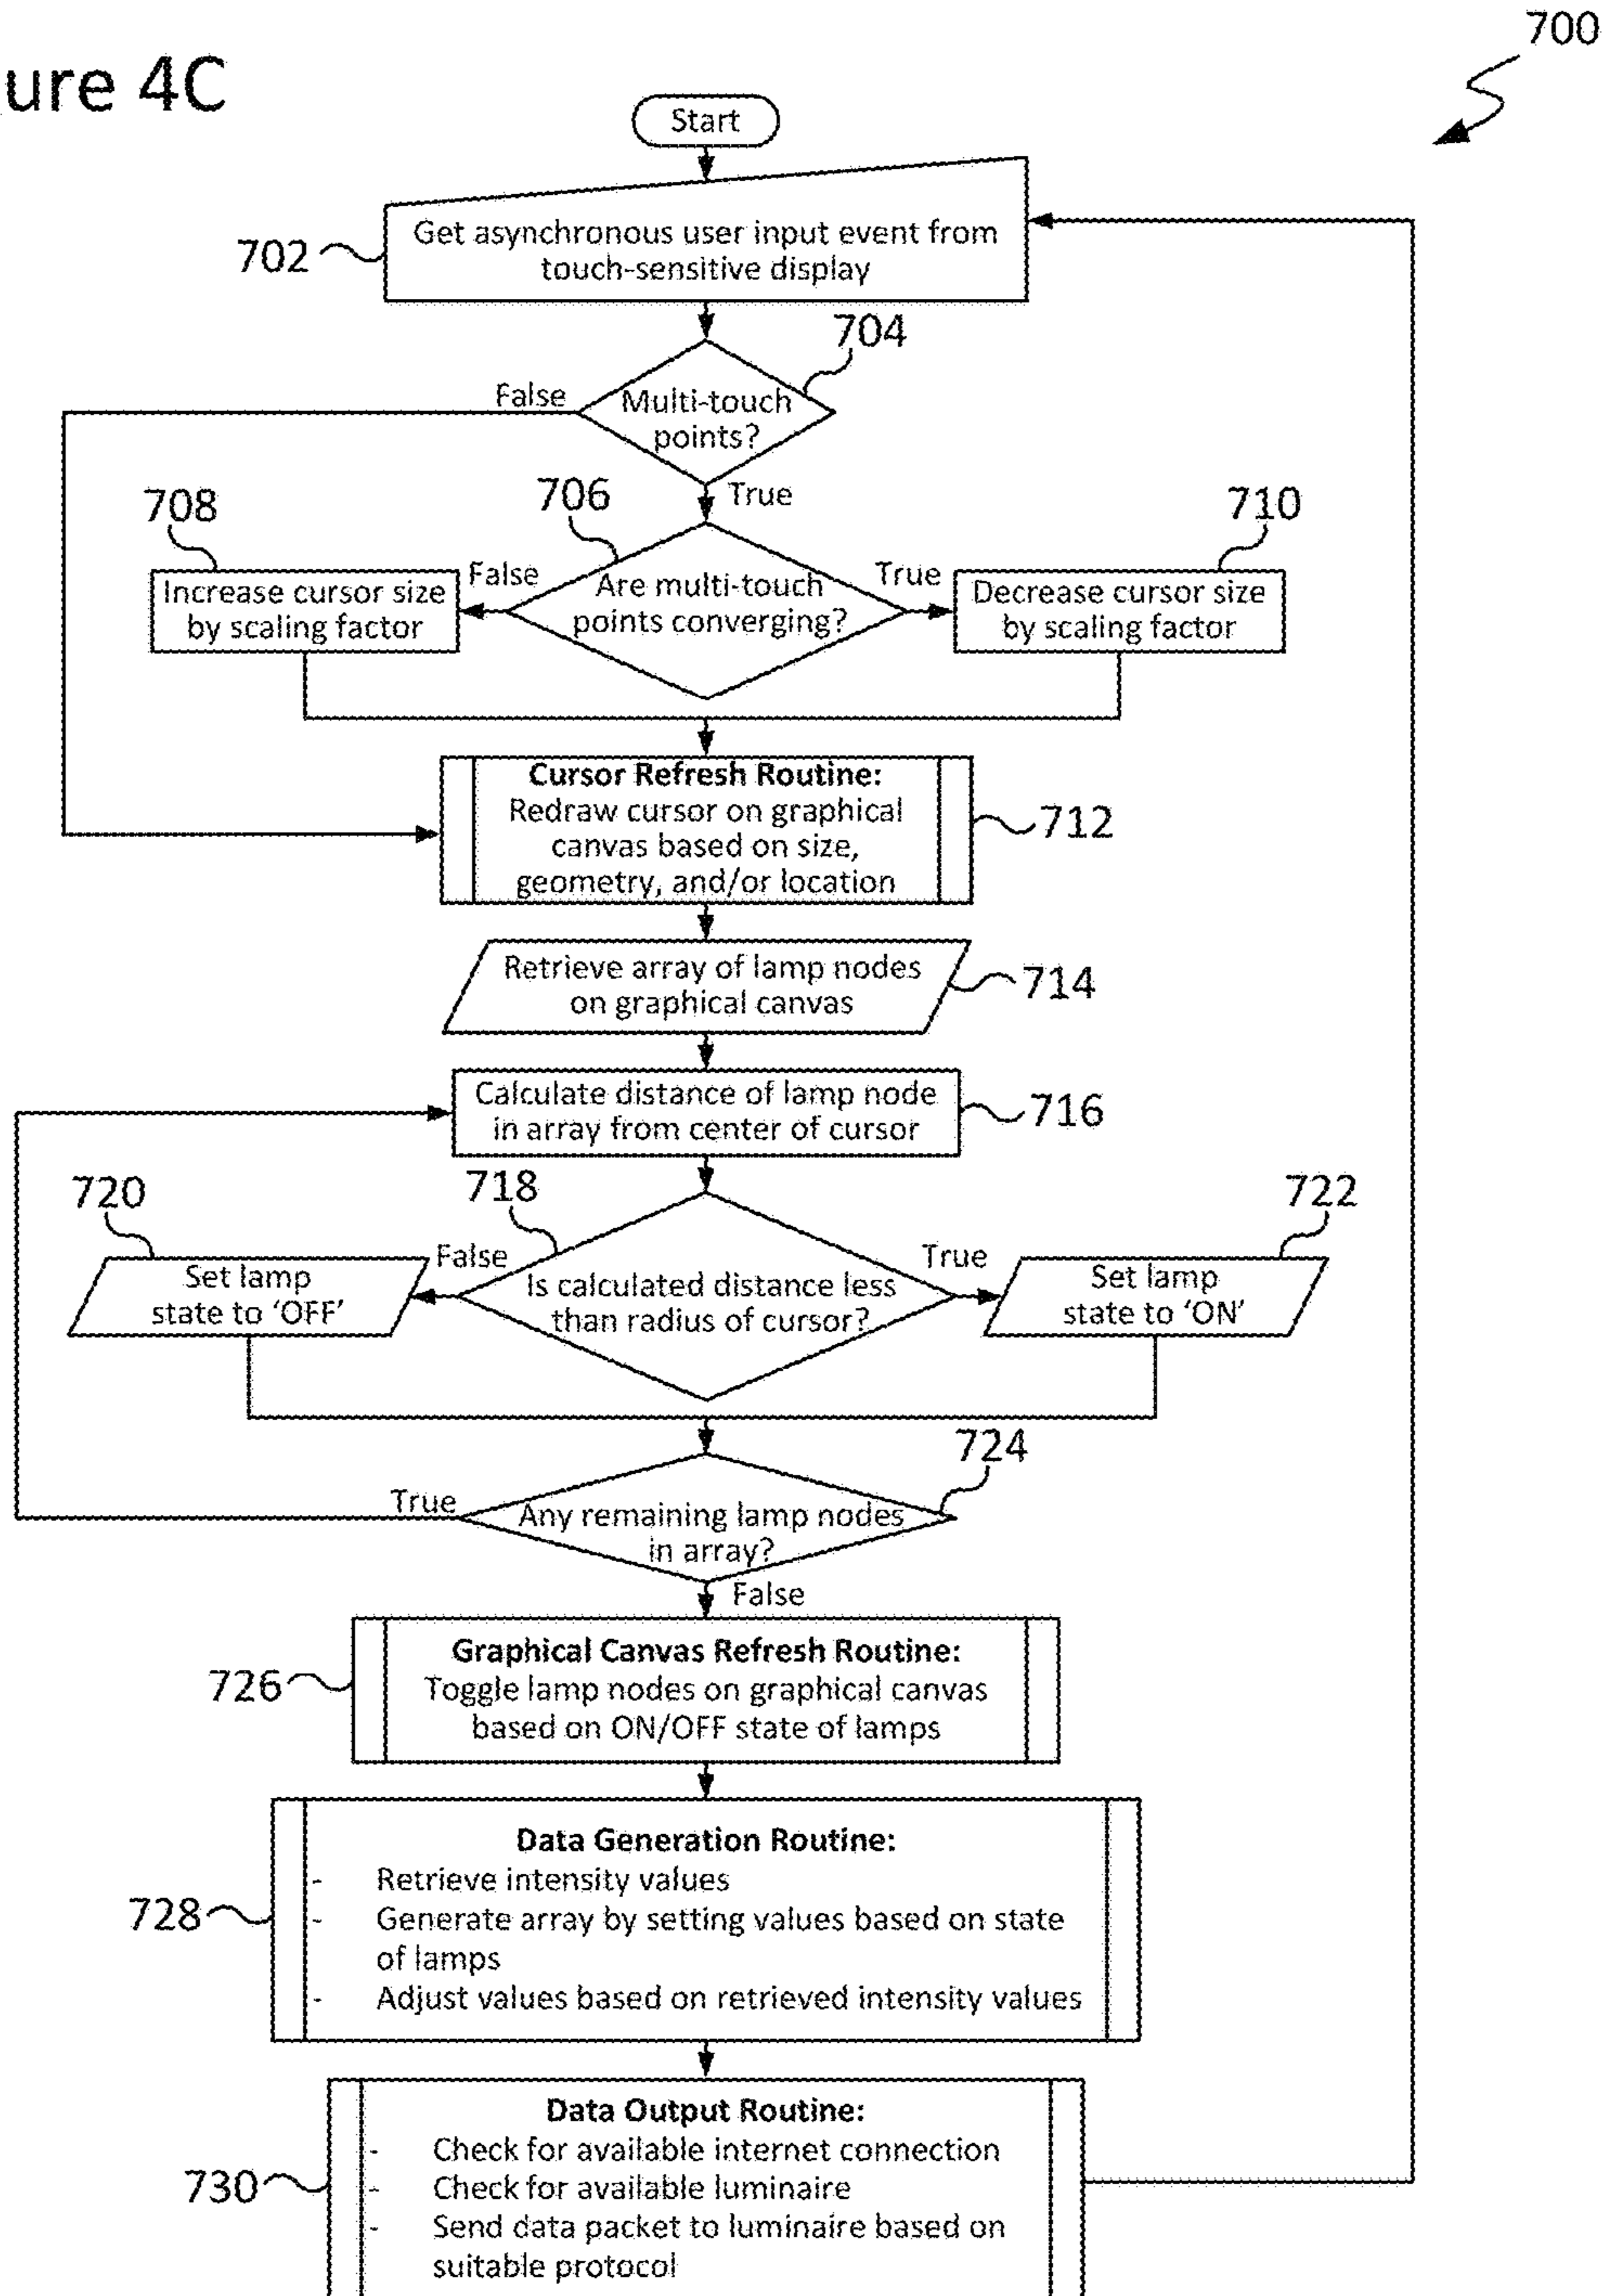 ure 4C
700
Start
702
Get asynchronous user input event from
touch-sensitive display
704
False
Multi-touch
points?
True
706
708
710
False
Are multi-touch
points converging?
True
Increase cursor size
by scaling factor
Decrease cursor size
by scaling factor
Cursor Refresh Routine:
Redraw cursor on graphical
canvas based on size,
geometry, and/or location
712
Retrieve array of lamp nodes
on graphical canvas
714
Calculate distance of lamp node
in array from center of cursor
716
720
718
722
False
True
Set lamp
state to ‘OFF’
Is calculated distance less
than radius of cursor?
Set lamp
state to ‘ON’
724
True
Any remaining lamp nodes
in array?
False
Graphical Canvas Refresh Routine:
Toggle lamp nodes on graphical canvas
based on ON/OFF state of lamps
726
Data Generation Routine:
- Retrieve intensity values
- Generate array by setting values based on state
of lamps
- Adjust values based on retrieved intensity values
728
Data Output Routine:
- Check for available internet connection
- Check for available luminaire
- Send data packet to luminaire based on
suitable protocol
730